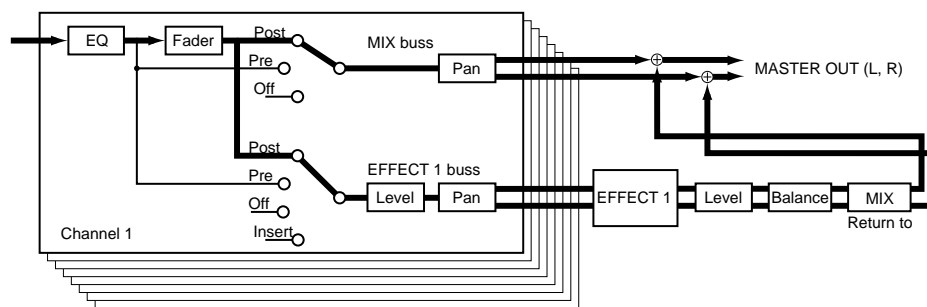 EQ
Fader
Post
Pre
Off
MIX buss
Pan
MASTER OUT (L, R)
Post
Pre
Off
Insert
EFFECT 1 buss
Level
Pan
EFFECT 1
Level
Balance
MIX
Return to
Channel 1